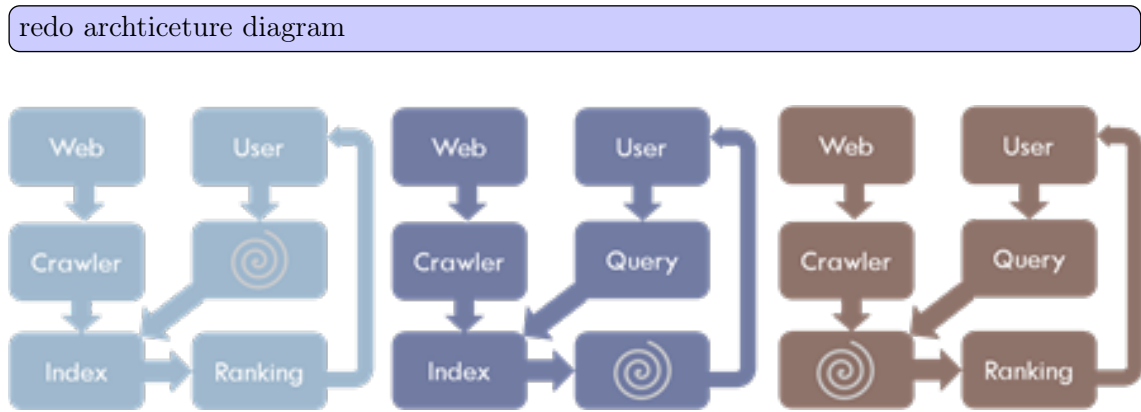 redo archticeture diagram
Web User Web User Web User
Crawler Crawler Query Crawler Query
Index Ranking Index Ranking